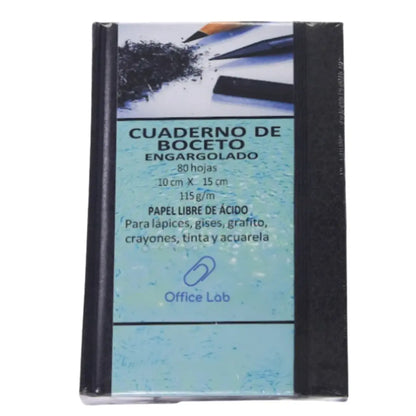 CUADERNO DE
BOCETO
ENGARGOLADO
80 hojas
10 cm X 15 cm
115 g/m
PAPEL LIBRE DE ÁCIDO
Para lápices, gises, grafito,
crayones, tinta y acuarela
Office Lab